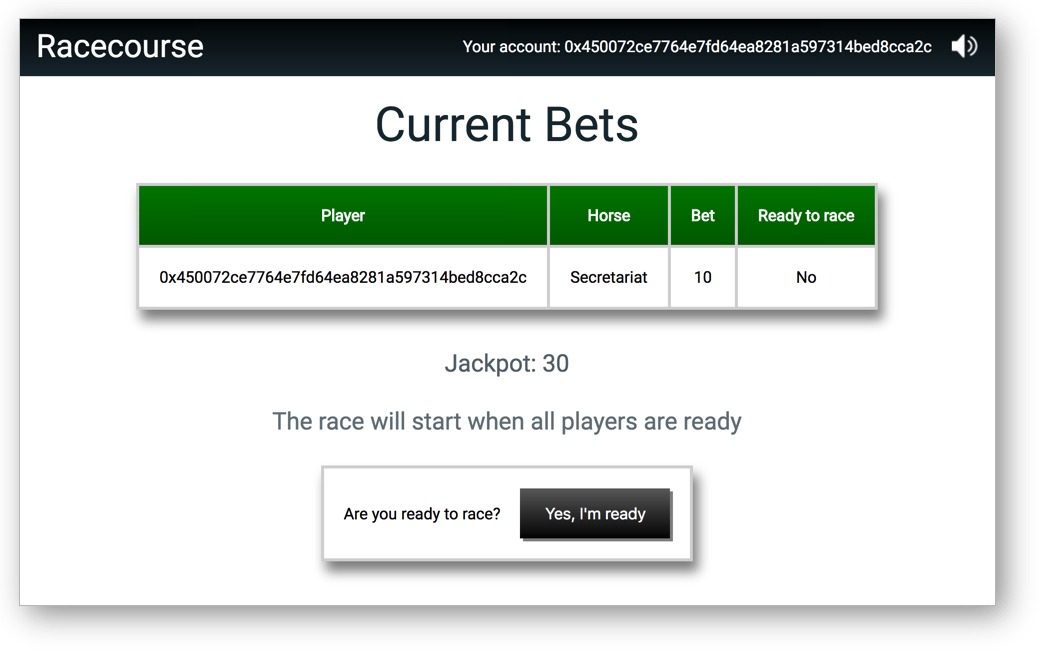 Racecourse
Your account: 0x450072ce7764e7fd64ea8281a597314bed8cca2c
Current Bets
Player Horse Bet Ready to race
0x450072ce7764e7fd64ea8281a597314bed8cca2c Secretariat 10 No
Jackpot: 30
The race will start when all players are ready
Are you ready to race? Yes, I'm ready